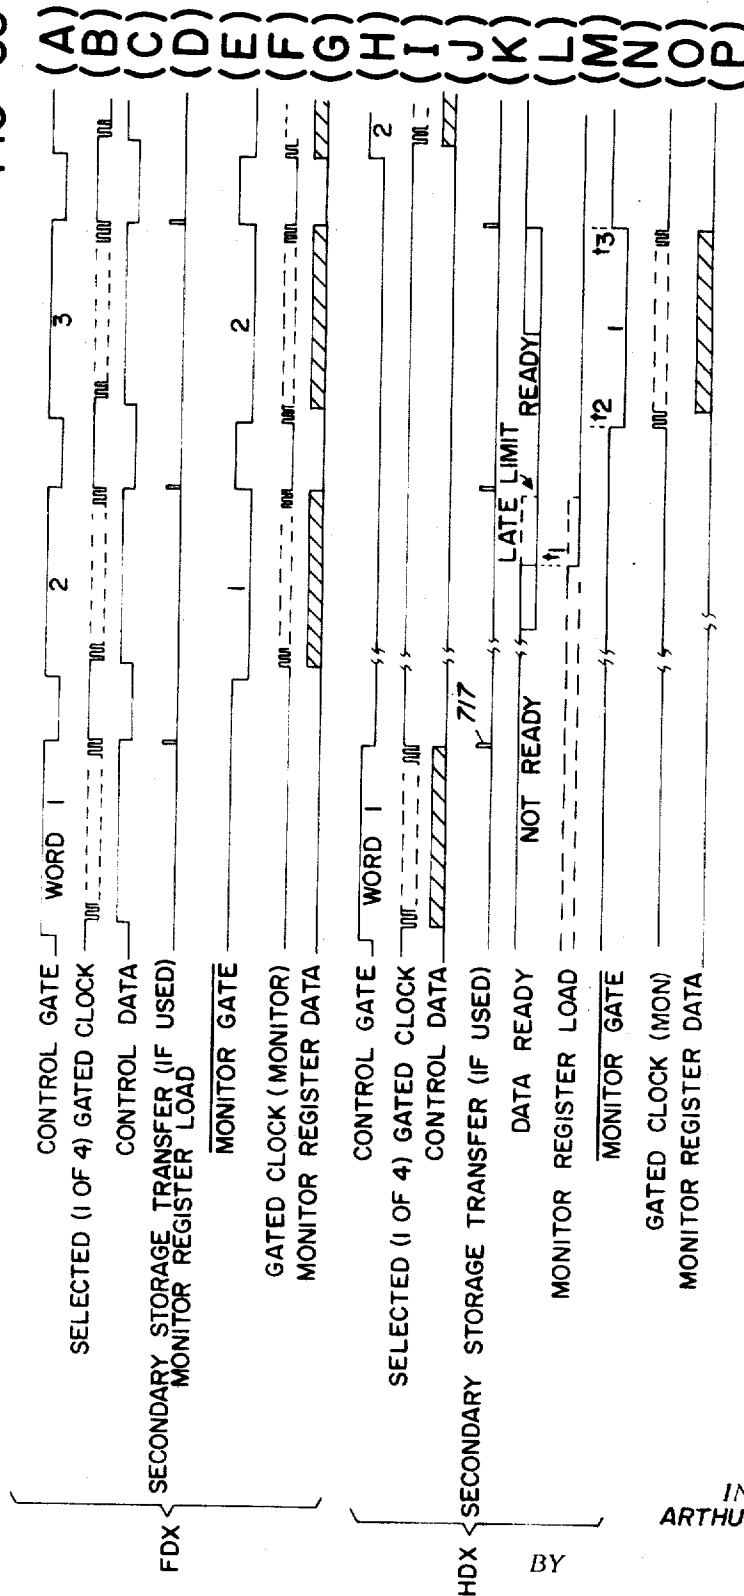 CONTROL GATE WORD 1 2 3 (A)
SELECTED (1 OF 4) GATED CLOCK (B)
CONTROL DATA (C)
FDX SECONDARY STORAGE TRANSFER (IF USED) (D)
MONITOR REGISTER LOAD
MONITOR GATE 1 2 (E)
GATED CLOCK (MONITOR) (F)
MONITOR REGISTER DATA (G)
CONTROL GATE WORD 1 2 (H)
SELECTED (1 OF 4) GATED CLOCK (I)
CONTROL DATA (J)
717
HDX SECONDARY STORAGE TRANSFER (IF USED) (K)
LATE LIMIT
DATA READY NOT READY READY (L)
MONITOR REGISTER LOAD t1 (M)
MONITOR GATE t2 1 t3 (N)
GATED CLOCK (MON) (O)
MONITOR REGISTER DATA (P)
ARTHU
BY